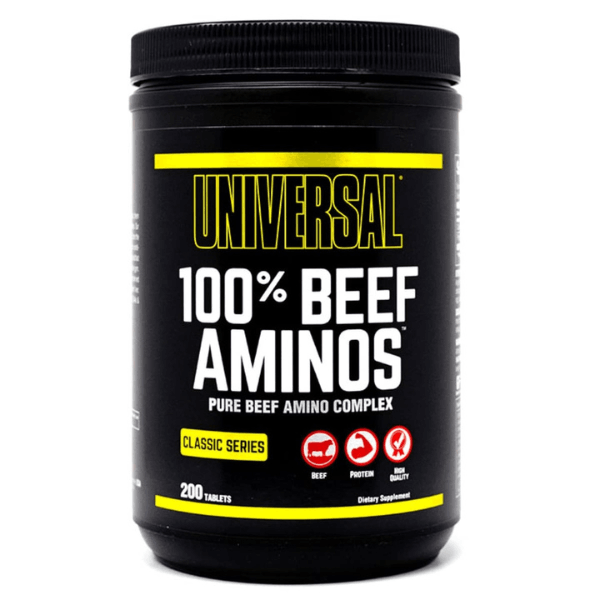 UNIVERSAL®
100% BEEF
AMINOS™
PURE BEEF AMINO COMPLEX
CLASSIC SERIES
BEEF
PROTEIN
HIGH
QUALITY
200 TABLETS
Dietary Supplement